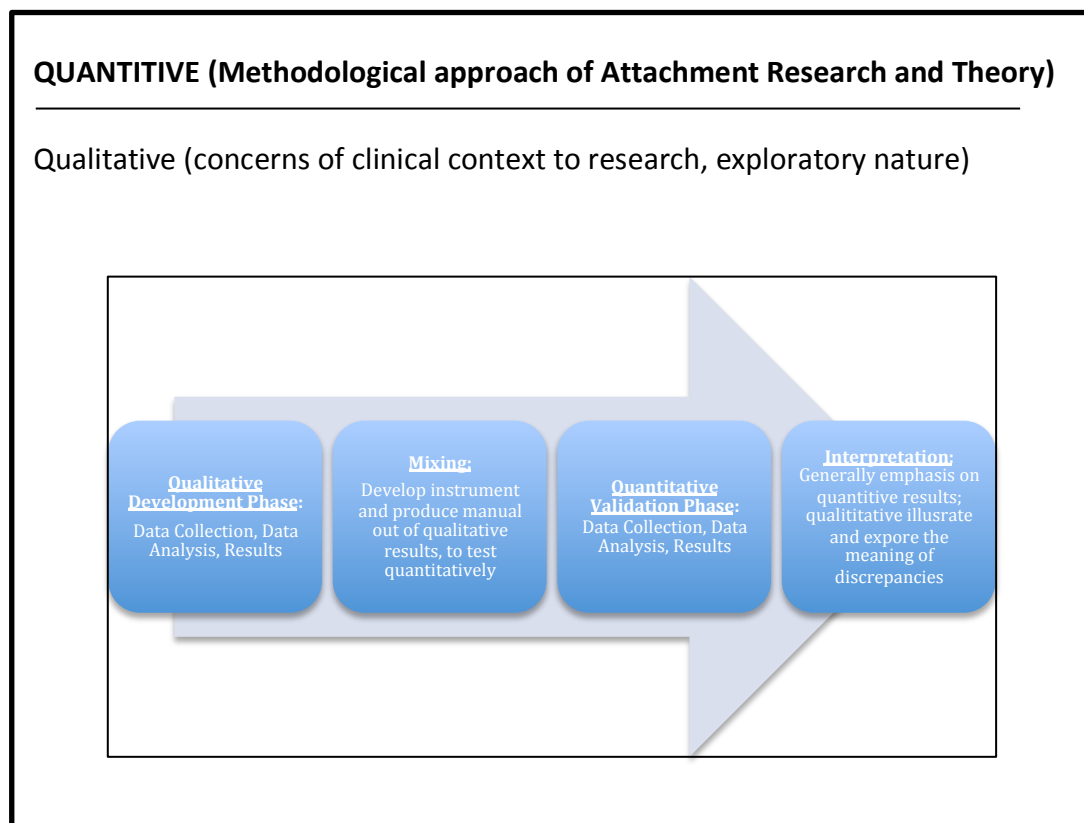 QUANTITIVE (Methodological approach of Attachment Research and Theory)
Qualitative (concerns of clinical context to research, exploratory nature)
Qualitative
Development Phase:
Data Collection, Data
Analysis, Results
Mixing:
Develop instrument
and produce manual
out of qualitative
results, to test
quantitatively
Quantitative
Validation Phase:
Data Collection, Data
Analysis, Results
Interpretation:
Generally emphasis on
quantitive results;
qualititative illusrate
and expore the
meaning of
discrepancies